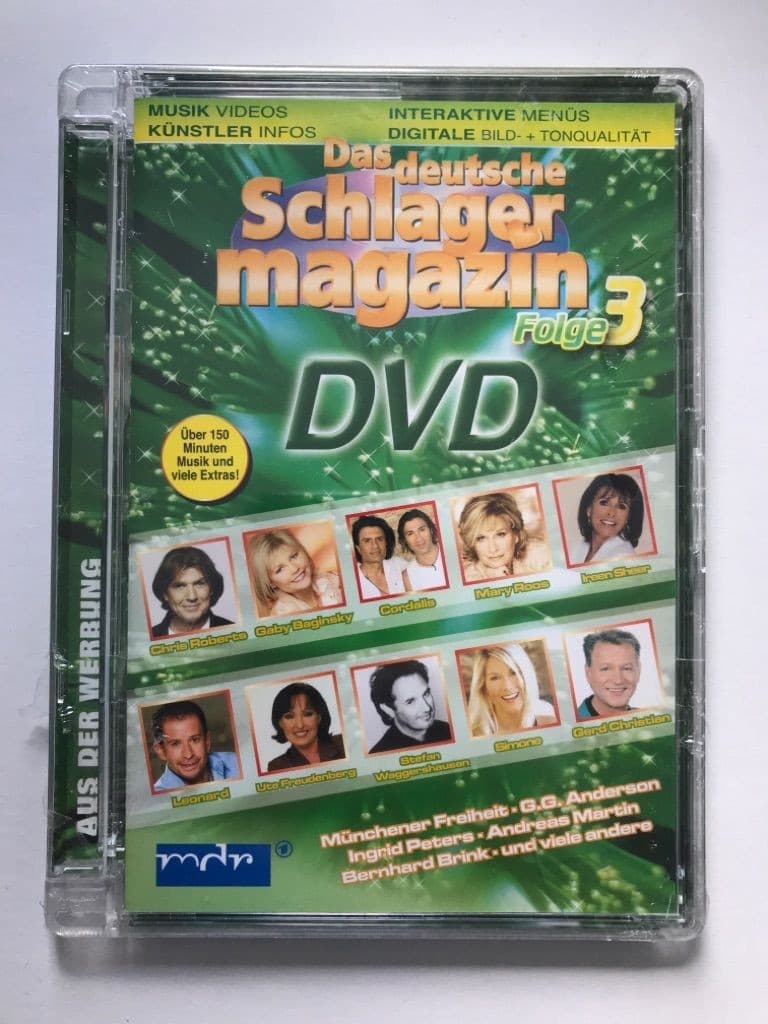 MUSIK VIDEOS
KÜNSTLER INFOS
INTERAKTIVE MENÜS
DIGITALE BILD- + TONQUALITÄT
Das deutsche
Schlager
magazin
Folge 3
DVD
Über 150
Minuten
Musik und
viele Extras!
Chris Roberts
Gaby Baginsky
Cordalis
Mary Roos
Ireen Sheer
Leonard
Ute Freudenberg
Stefan
Waggershausen
Simone
Gerd Christian
Münchener Freiheit · G.G. Anderson
Ingrid Peters · Andreas Martin
Bernhard Brink · und viele andere
mdr
AUS DER WERBUNG